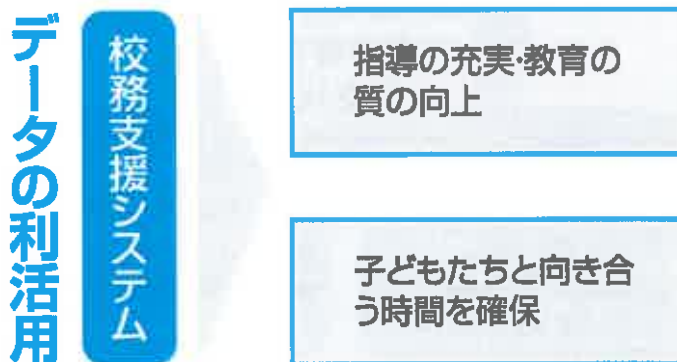 データの利活用
校務支援システム
指導の充実・教育の
質の向上
子どもたちと向き合
う時間を確保